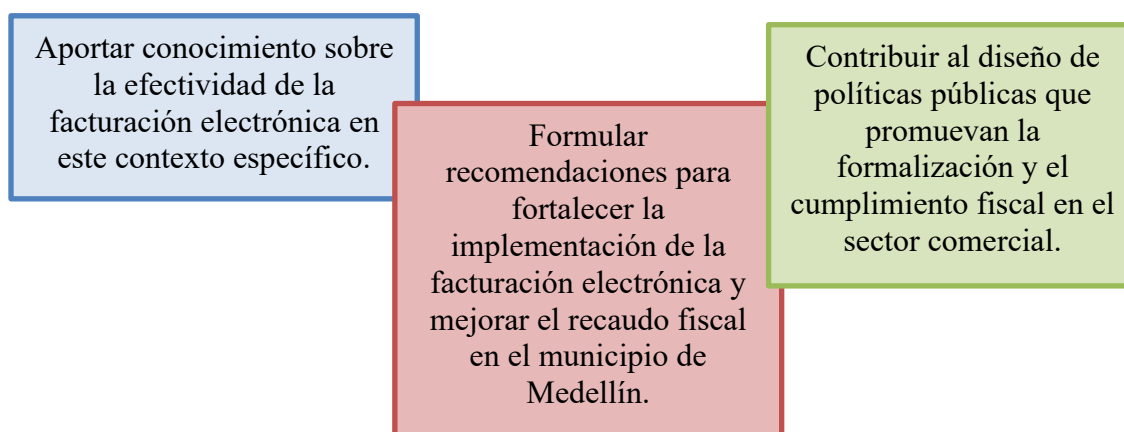 Aportar conocimiento sobre
la efectividad de la
facturación electrónica en
este contexto específico.
Formular
recomendaciones para
fortalecer la
implementación de la
facturación electrónica y
mejorar el recaudo fiscal
en el municipio de
Medellín.
Contribuir al diseño de
políticas públicas que
promuevan la
formalización y el
cumplimiento fiscal en el
sector comercial.